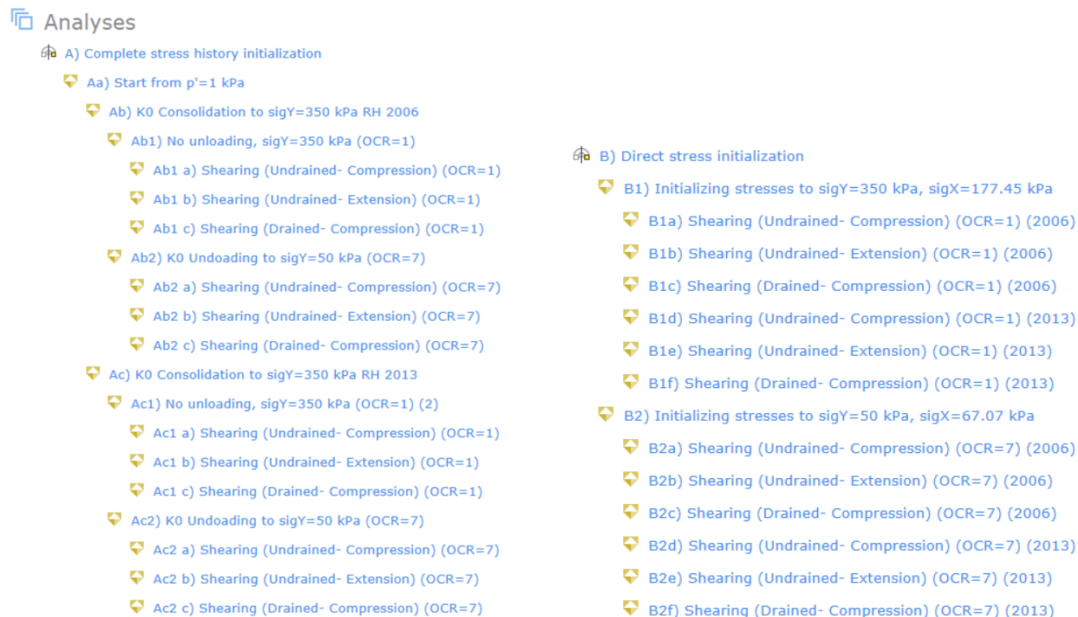 Analyses
A) Complete stress history initialization
Aa) Start from p'=1 kPa
Ab) K0 Consolidation to sigY=350 kPa RH 2006
Ab1) No unloading, sigY=350 kPa (OCR=1)
Ab1 a) Shearing (Undrained- Compression) (OCR=1)
Ab1 b) Shearing (Undrained- Extension) (OCR=1)
Ab1 c) Shearing (Drained- Compression) (OCR=1)
Ab2) K0 Undoading to sigY=50 kPa (OCR=7)
Ab2 a) Shearing (Undrained- Compression) (OCR=7)
Ab2 b) Shearing (Undrained- Extension) (OCR=7)
Ab2 c) Shearing (Drained- Compression) (OCR=7)
Ac) K0 Consolidation to sigY=350 kPa RH 2013
Ac1) No unloading, sigY=350 kPa (OCR=1) (2)
Ac1 a) Shearing (Undrained- Compression) (OCR=1)
Ac1 b) Shearing (Undrained- Extension) (OCR=1)
Ac1 c) Shearing (Drained- Compression) (OCR=1)
Ac2) K0 Undoading to sigY=50 kPa (OCR=7)
Ac2 a) Shearing (Undrained- Compression) (OCR=7)
Ac2 b) Shearing (Undrained- Extension) (OCR=7)
Ac2 c) Shearing (Drained- Compression) (OCR=7)
B) Direct stress initialization
B1) Initializing stresses to sigY=350 kPa, sigX=177.45 kPa
B1a) Shearing (Undrained- Compression) (OCR=1) (2006)
B1b) Shearing (Undrained- Extension) (OCR=1) (2006)
B1c) Shearing (Drained- Compression) (OCR=1) (2006)
B1d) Shearing (Undrained- Compression) (OCR=1) (2013)
B1e) Shearing (Undrained- Extension) (OCR=1) (2013)
B1f) Shearing (Drained- Compression) (OCR=1) (2013)
B2) Initializing stresses to sigY=50 kPa, sigX=67.07 kPa
B2a) Shearing (Undrained- Compression) (OCR=7) (2006)
B2b) Shearing (Undrained- Extension) (OCR=7) (2006)
B2c) Shearing (Drained- Compression) (OCR=7) (2006)
B2d) Shearing (Undrained- Compression) (OCR=7) (2013)
B2e) Shearing (Undrained- Extension) (OCR=7) (2013)
B2f) Shearing (Drained- Compression) (OCR=7) (2013)